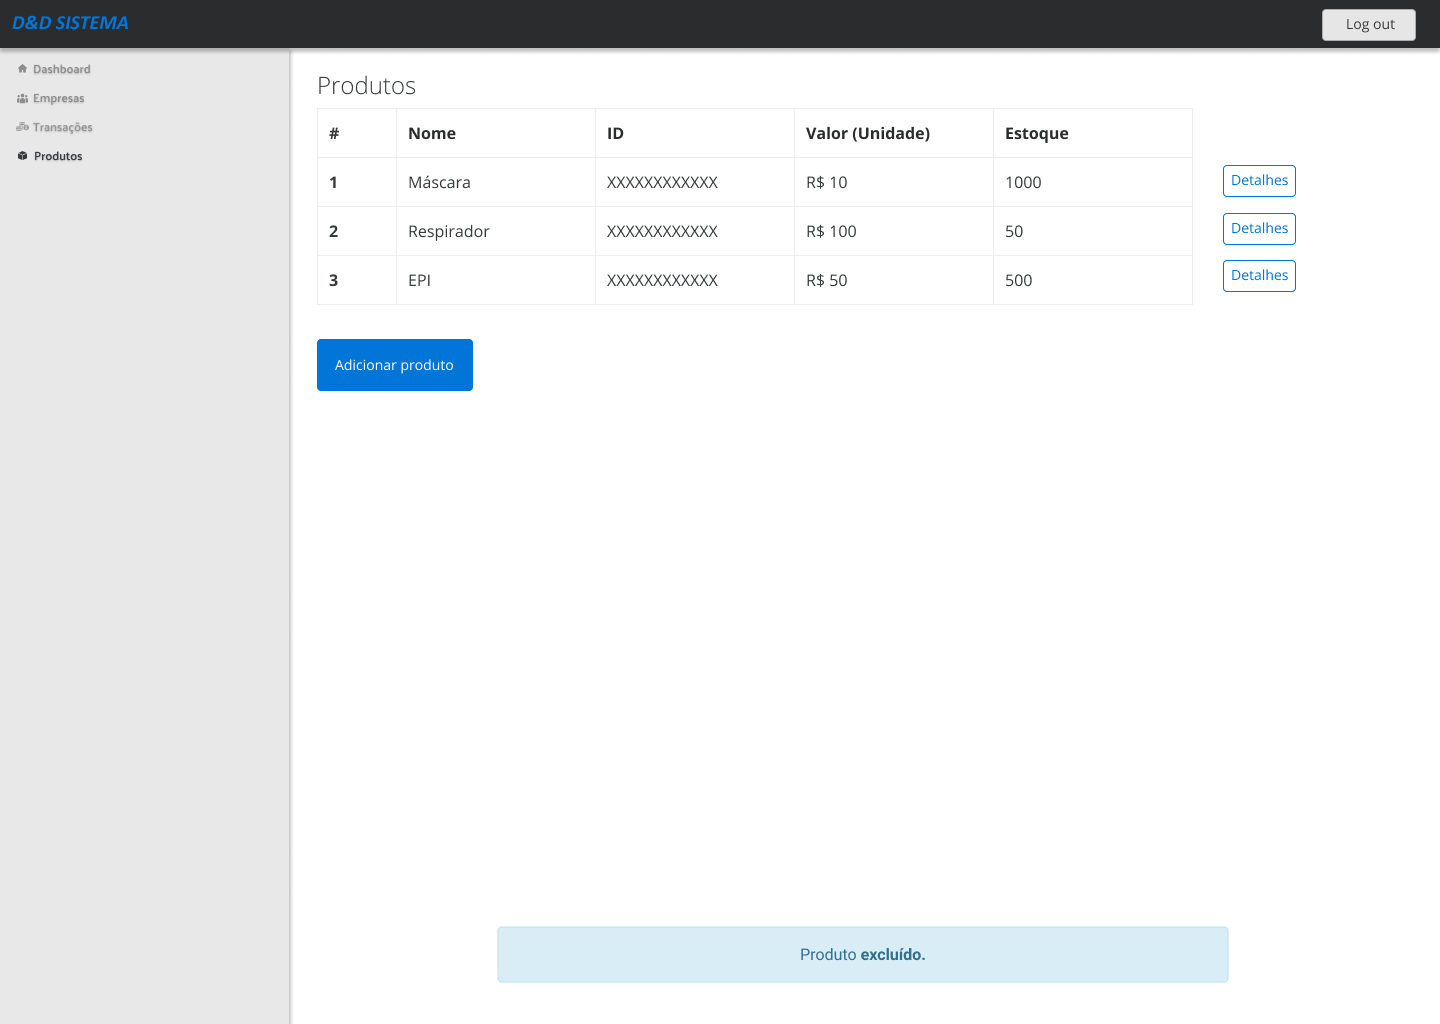 D&D SISTEMA
Log out
Dashboard
Empresas
Transações
Produtos
Produtos
# Nome ID Valor (Unidade) Estoque
1 Máscara XXXXXXXXXXXX R$ 10 1000 Detalhes
2 Respirador XXXXXXXXXXXX R$ 100 50 Detalhes
3 EPI XXXXXXXXXXXX R$ 50 500 Detalhes
Adicionar produto
Produto excluído.